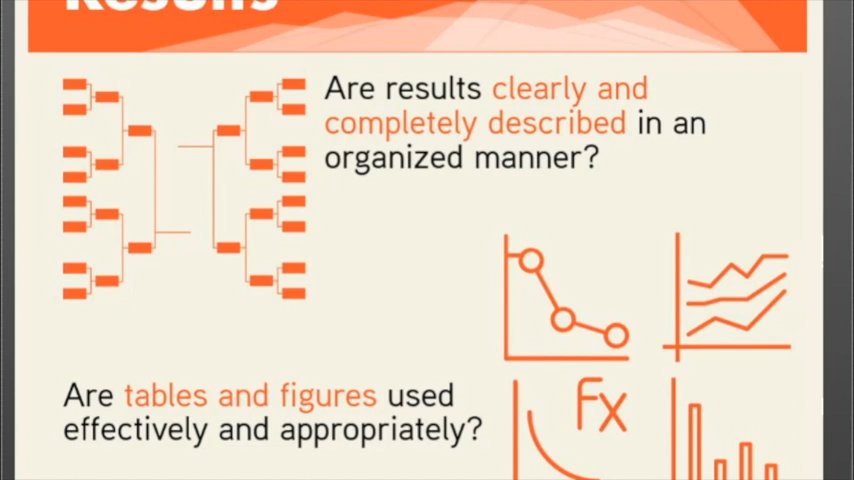 Results
Are results clearly and
completely described in an
organized manner?
Are tables and figures used
effectively and appropriately?
Fx